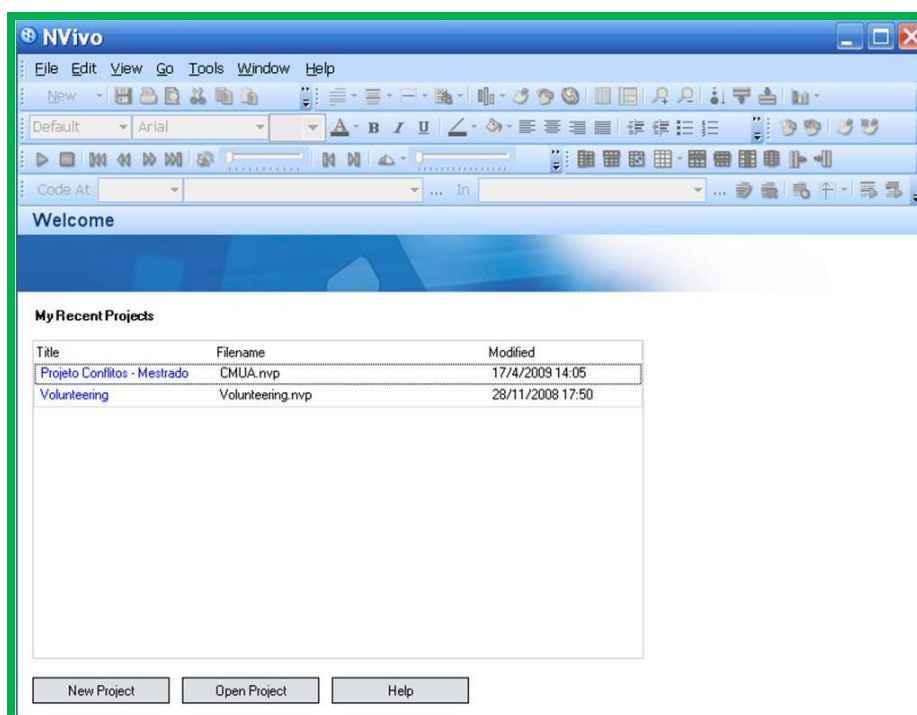 NVivo
File Edit View Go Tools Window Help
New
Default Arial A B I U
Code At ... In ...
Welcome
My Recent Projects
Title Filename Modified
Projeto Conflitos - Mestrado CMUA.nvp 17/4/2009 14:05
Volunteering Volunteering.nvp 28/11/2008 17:50
New Project Open Project Help